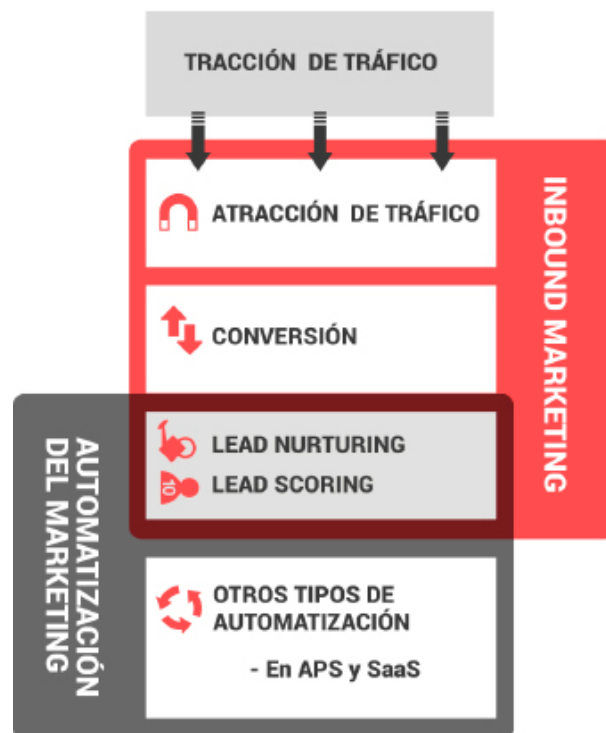 TRACCIÓN DE TRÁFICO
ATRACCIÓN DE TRÁFICO
CONVERSIÓN
INBOUND MARKETING
LEAD NURTURING
10
LEAD SCORING
AUTOMATIZACIÓN
DEL MARKETING
OTROS TIPOS DE
AUTOMATIZACIÓN
- En APS y SaaS